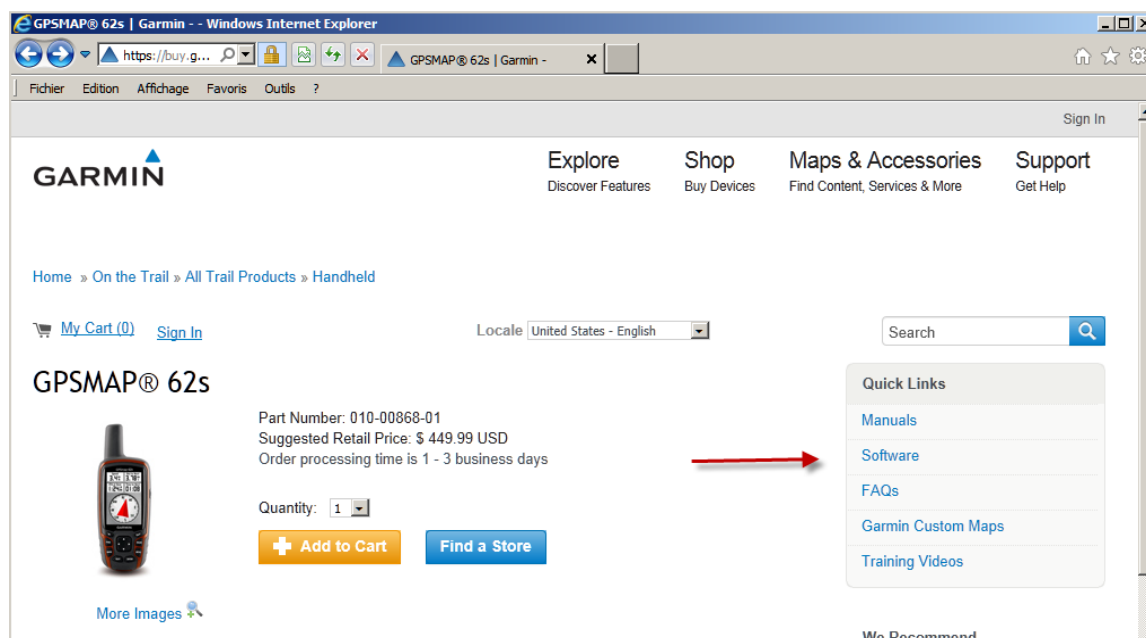 GPSMAP® 62s | Garmin - - Windows Internet Explorer
https://buy.g...
GPSMAP® 62s | Garmin -
Fichier Edition Affichage Favoris Outils ?
Sign In
GARMIN
Explore Shop Maps & Accessories Support
Discover Features Buy Devices Find Content, Services & More Get Help
Home » On the Trail » All Trail Products » Handheld
My Cart (0) Sign In Locale United States - English Search
GPSMAP® 62s
Quick Links
Part Number: 010-00868-01
Manuals
Suggested Retail Price: $ 449.99 USD
Order processing time is 1 - 3 business days
Software
FAQs
Quantity: 1
Garmin Custom Maps
Add to Cart Find a Store
Training Videos
More Images
We Recommend